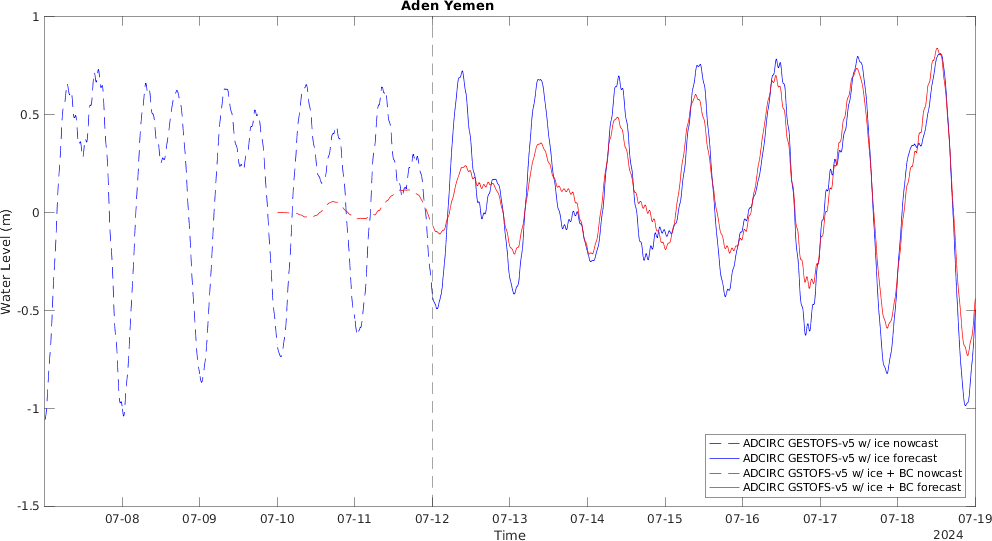 Aden Yemen
1
0.5
0
-0.5
-1
-1.5
Water Level (m)
07-08 07-09 07-10 07-11 07-12 07-13 07-14 07-15 07-16 07-17 07-18 07-19
Time
2024
ADCIRC GESTOFS-v5 w/ ice nowcast
ADCIRC GESTOFS-v5 w/ ice forecast
ADCIRC GSTOFS-v5 w/ ice + BC nowcast
ADCIRC GSTOFS-v5 w/ ice + BC forecast